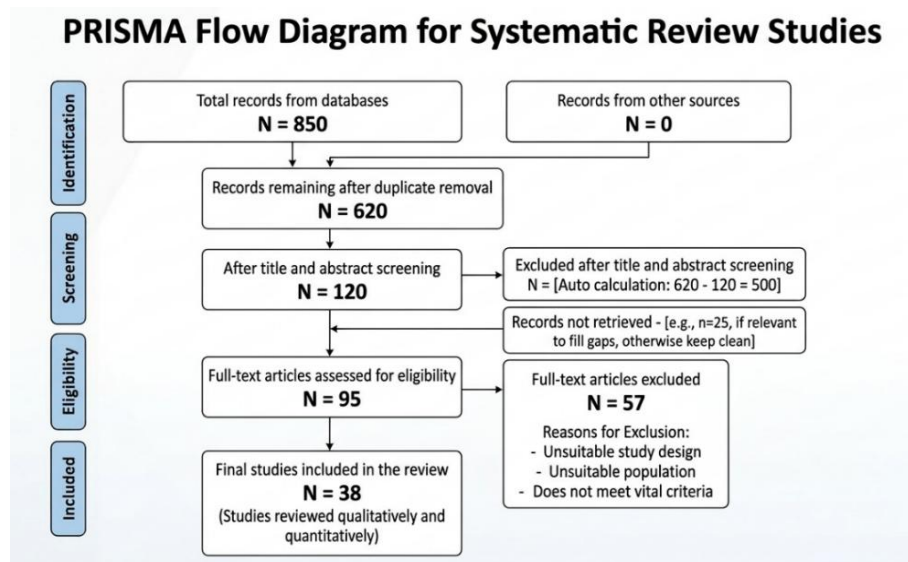 PRISMA Flow Diagram for Systematic Review Studies
Identification
Total records from databases
N = 850
Records from other sources
N = 0
Records remaining after duplicate removal
N = 620
Screening
After title and abstract screening
N = 120
Excluded after title and abstract screening
N = [Auto calculation: 620 - 120 = 500]
Records not retrieved - [e.g., n=25, if relevant
to fill gaps, otherwise keep clean]
Eligibility
Full-text articles assessed for eligibility
N = 95
Full-text articles excluded
N = 57
Reasons for Exclusion:
- Unsuitable study design
- Unsuitable population
- Does not meet vital criteria
Included
Final studies included in the review
N = 38
(Studies reviewed qualitatively and
quantitatively)